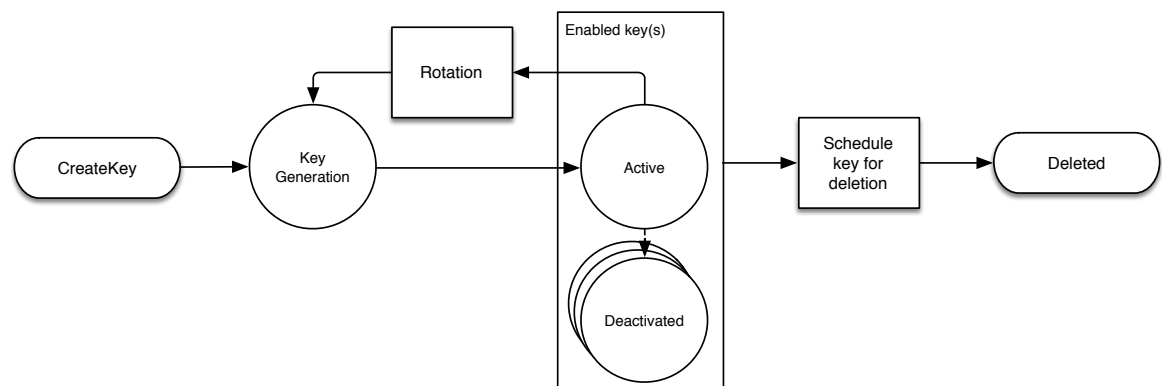 Enabled key(s)
Rotation
CreateKey
Key
Generation
Active
Schedule
key for
deletion
Deleted
Deactivated